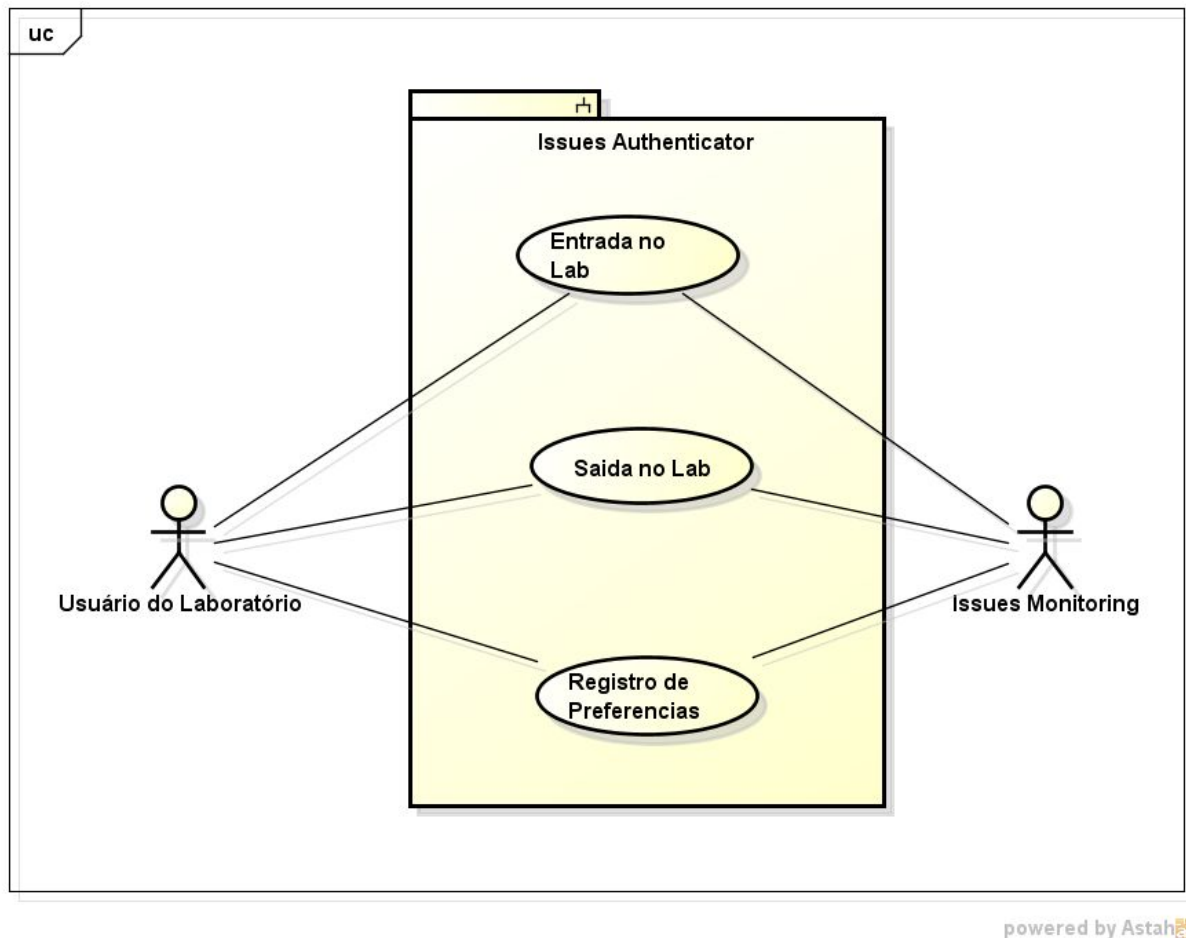 uc
Issues Authenticator
Entrada no
Lab
Saida no Lab
Usuário do Laboratório
Issues Monitoring
Registro de
Preferencias
powered by Astah